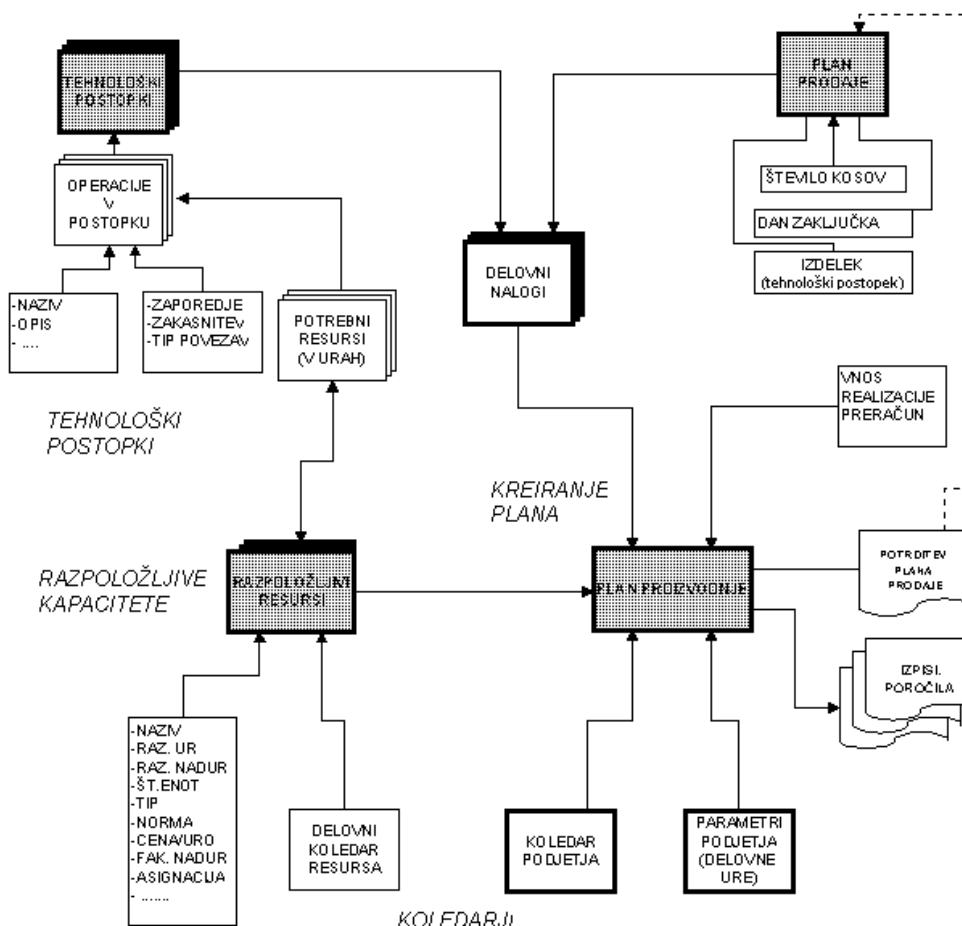 TEHNOLOŠKI
POSTOPKI
PLAN
PRODAJE
OPERACIJE
V
POSTOPKU
ŠTEVILO KOSOV
DAN ZAKLJUČKA
IZDELEK
(tehnološki postopek)
DELOVNI
NALOGI
-NAZIV
-OPIS
- ....
-ZAPOREDJE
-ZAKASNITEV
-TIP POVEZAV
POTREBNI
RESURSI
(V URAH)
VNOS
REALIZACIJE
PRERAČUN
TEHNOLOŠKI
POSTOPKI
KREIRANJE
PLANA
RAZPOLOŽLJIVE
KAPACITETE
RAZPOLOŽLJIVI
RESURSI
PLAN PROIZVODNJE
POTRDITEV
PLANA
PRODAJE
IZPISI.
POROČILA
-NAZIV
-RAZ. UR
-RAZ. NADUR
-ŠT.ENOT
-TIP
-NORMA
-CENA/URO
-FAK. NADUR
-ASIGNACIJA
- .......
DELOVNI
KOLEDAR
RESURSA
KOLEDAR
PODJETJA
PARAMETRI
PODJETJA
(DELOVNE
URE)
KOLEDARJI